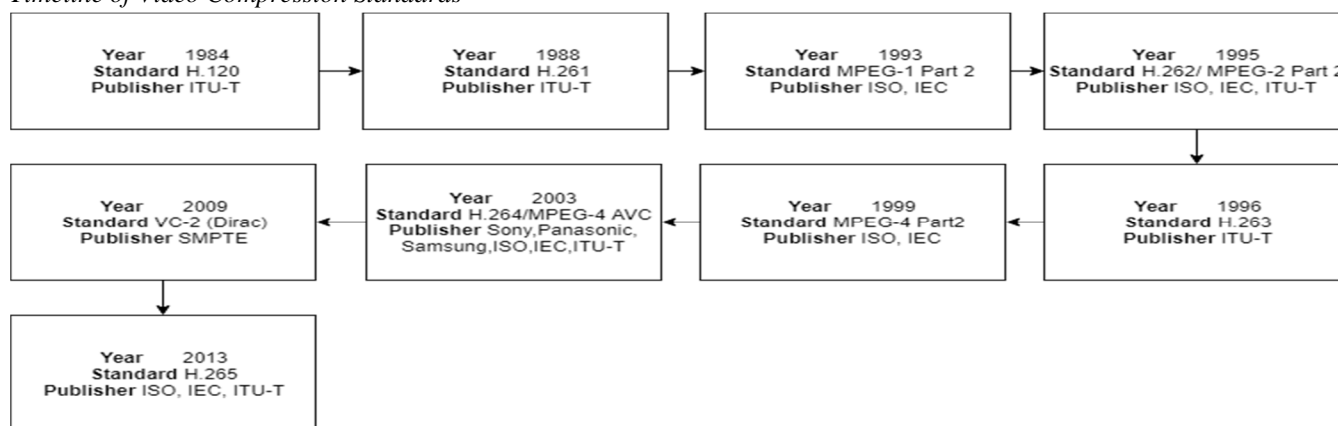 Timeline of Video Compression Standards
Year 1984
Standard H.120
Publisher ITU-T
Year 1988
Standard H.261
Publisher ITU-T
Year 1993
Standard MPEG-1 Part 2
Publisher ISO, IEC
Year 1995
Standard H.262/ MPEG-2 Part 2
Publisher ISO, IEC, ITU-T
Year 1996
Standard H.263
Publisher ITU-T
Year 1999
Standard MPEG-4 Part2
Publisher ISO, IEC
Year 2003
Standard H.264/MPEG-4 AVC
Publisher Sony,Panasonic,
Samsung,ISO,IEC,ITU-T
Year 2009
Standard VC-2 (Dirac)
Publisher SMPTE
Year 2013
Standard H.265
Publisher ISO, IEC, ITU-T